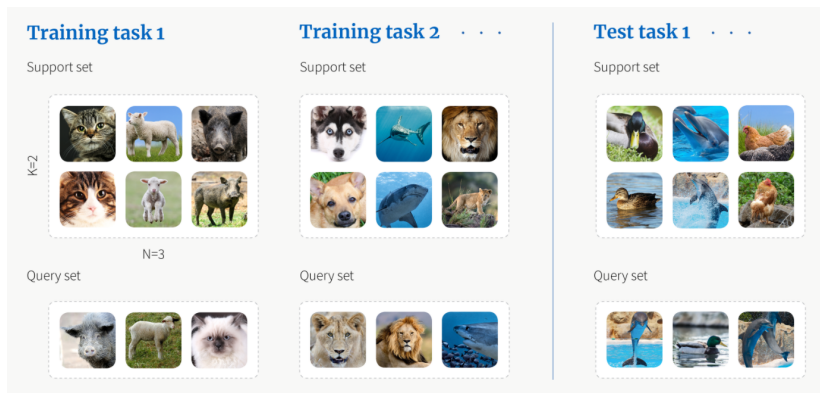 Training task 1
Support set
K=2
N=3
Query set
Training task 2 · · ·
Support set
Query set
Test task 1 · · ·
Support set
Query set